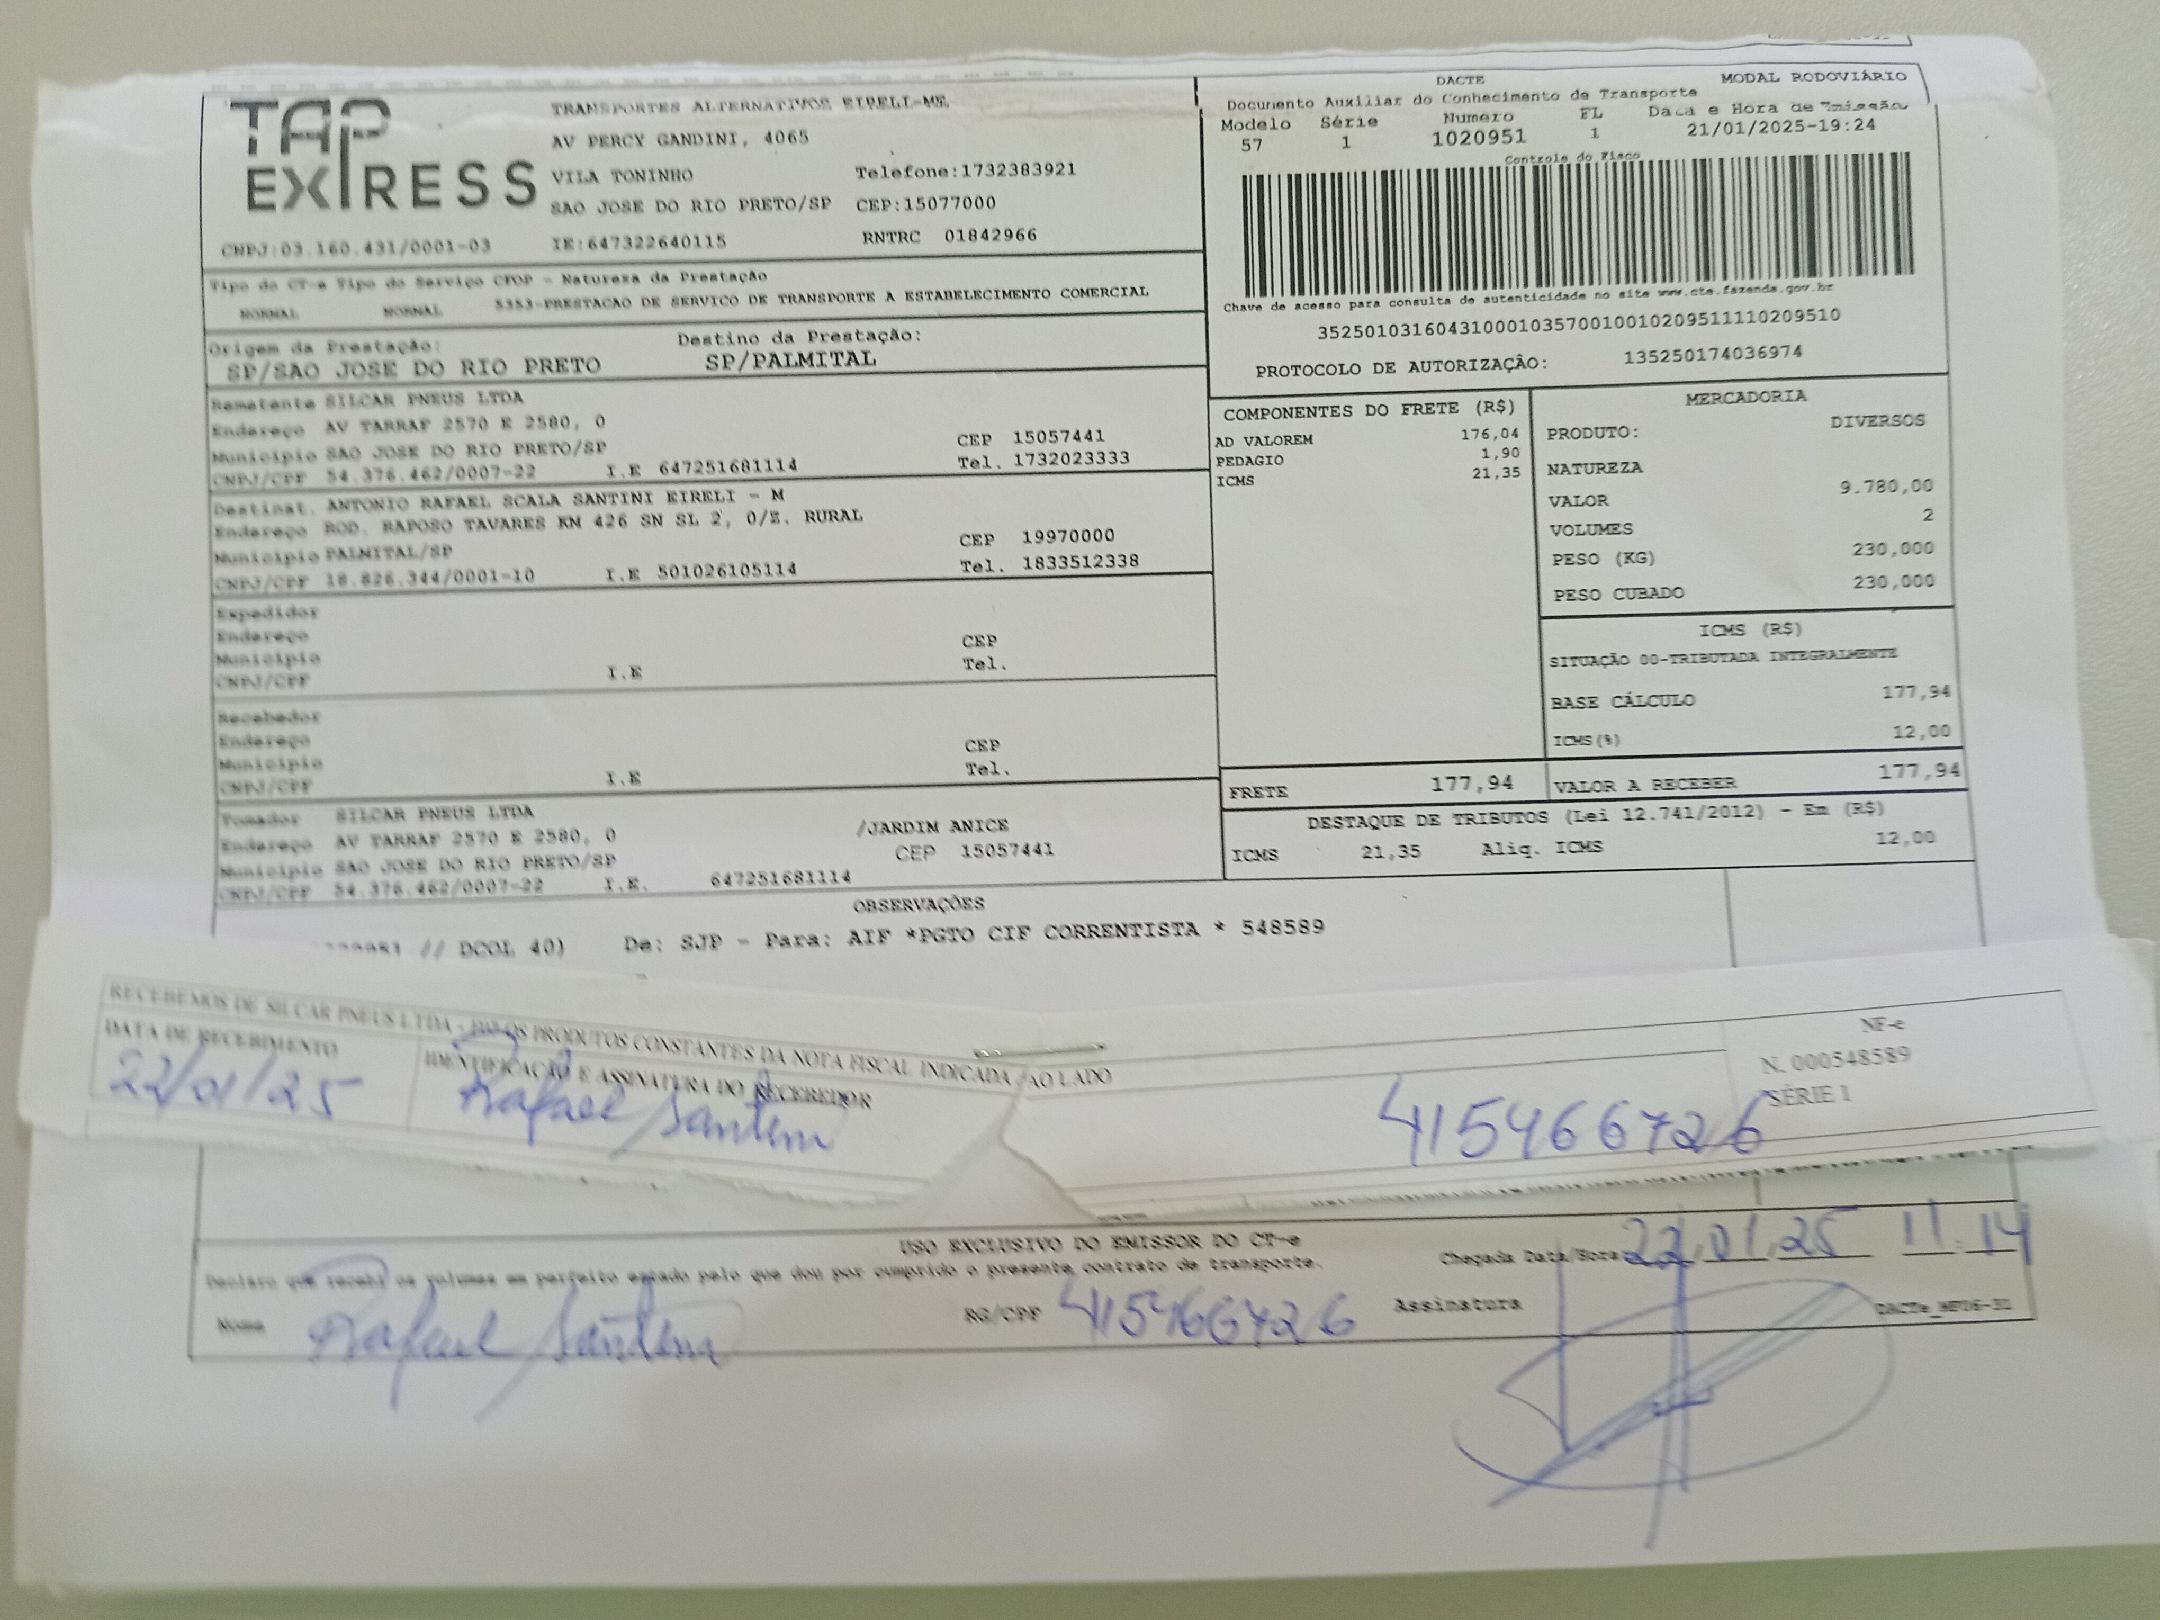 TAP EXPRESS
TRANSPORTES ALTERNATIVOS EIRELI-ME
AV PERCY GANDINI, 4065
VILA TONINHO Telefone:1732383921
SAO JOSE DO RIO PRETO/SP CEP:15077000
CNPJ:03.160.431/0001-03 IE:647322640115 RNTRC 01842966
DACTE MODAL RODOVIÁRIO
Documento Auxiliar do Conhecimento de Transporte
Modelo Série Numero FL Data e Hora de Emissão
57 1 1020951 1 21/01/2025-19:24
Controle do Fisco
Chave de acesso para consulta de autenticidade no site www.cte.fazenda.gov.br
35250103160431000103570010010209511110209510
PROTOCOLO DE AUTORIZAÇÃO: 135250174036974
Tipo do CT-e Tipo do Serviço CFOP - Natureza da Prestação
NORMAL NORMAL 5353-PRESTACAO DE SERVICO DE TRANSPORTE A ESTABELECIMENTO COMERCIAL
Origem da Prestação: Destino da Prestação:
SP/SAO JOSE DO RIO PRETO SP/PALMITAL
Remetente SILCAR PNEUS LTDA
Endereço AV TARRAF 2570 E 2580, 0
Município SAO JOSE DO RIO PRETO/SP CEP 15057441
CNPJ/CPF 54.376.462/0007-22 I.E 647251681114 Tel. 1732023333
Destinat. ANTONIO RAFAEL SCALA SANTINI EIRELI - M
Endereço ROD. RAPOSO TAVARES KM 426 SN SL 2, 0/Z. RURAL
Município PALMITAL/SP CEP 19970000
CNPJ/CPF 18.826.344/0001-10 I.E 501026105114 Tel. 1833512338
Expedidor
Endereço
Município CEP
CNPJ/CPF I.E Tel.
Recebedor
Endereço
Município CEP
CNPJ/CPF I.E Tel.
Tomador SILCAR PNEUS LTDA
Endereço AV TARRAF 2570 E 2580, 0 /JARDIM ANICE
Município SAO JOSE DO RIO PRETO/SP CEP 15057441
CNPJ/CPF 54.376.462/0007-22 I.E. 647251681114
COMPONENTES DO FRETE (R$)
AD VALOREM 176,04
PEDAGIO 1,90
ICMS 21,35
MERCADORIA
PRODUTO: DIVERSOS
NATUREZA
VALOR 9.780,00
VOLUMES 2
PESO (KG) 230,000
PESO CUBADO 230,000
ICMS (R$)
SITUAÇÃO 00-TRIBUTADA INTEGRALMENTE
BASE CÁLCULO 177,94
ICMS(%) 12,00
FRETE 177,94 VALOR A RECEBER 177,94
DESTAQUE DE TRIBUTOS (Lei 12.741/2012) - Em (R$)
ICMS 21,35 Aliq. ICMS 12,00
OBSERVAÇÕES
// DCOL 40) De: SJP - Para: AIF *PGTO CIF CORRENTISTA * 548589
RECEBEMOS DE SILCAR PNEUS LTDA - OS PRODUTOS CONSTANTES DA NOTA FISCAL INDICADA AO LADO
DATA DE RECEBIMENTO IDENTIFICAÇÃO E ASSINATURA DO RECEBEDOR
22/01/25 Rafael Santini 415466726
NF-e
N. 000548589
SÉRIE 1
USO EXCLUSIVO DO EMISSOR DO CT-e
Declaro que recebi os volumes em perfeito estado pelo que dou por cumprido o presente contrato de transporte.
Chegada Data/Hora 22.01.25 11.14
Nome Rafael Santini RG/CPF 415466726 Assinatura